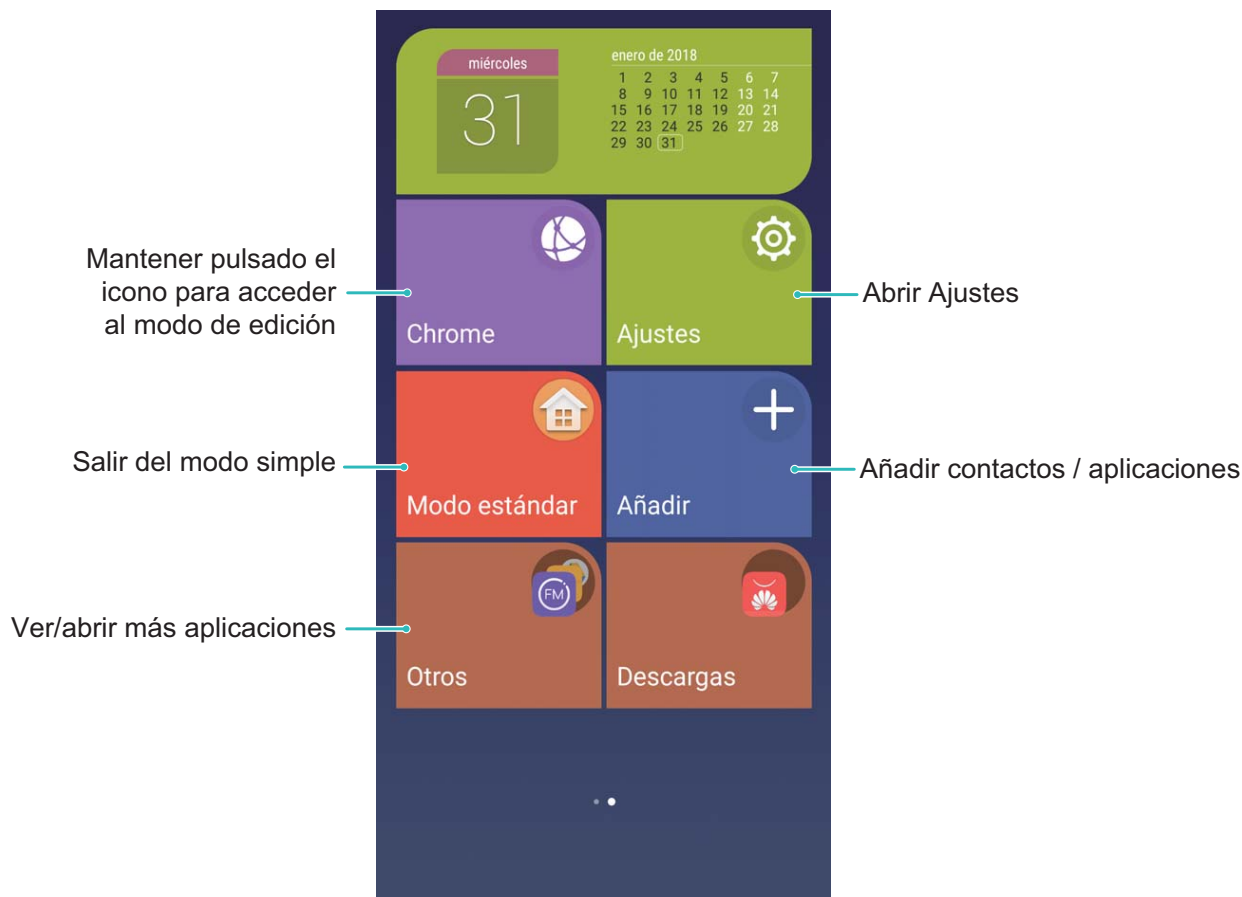 miércoles
31
enero de 2018
1 2 3 4 5 6 7
8 9 10 11 12 13 14
15 16 17 18 19 20 21
22 23 24 25 26 27 28
29 30 31
Mantener pulsado el
icono para acceder
al modo de edición
Chrome
Ajustes
Abrir Ajustes
Salir del modo simple
Modo estándar
Añadir
Añadir contactos / aplicaciones
Ver/abrir más aplicaciones
FM
Otros
Descargas